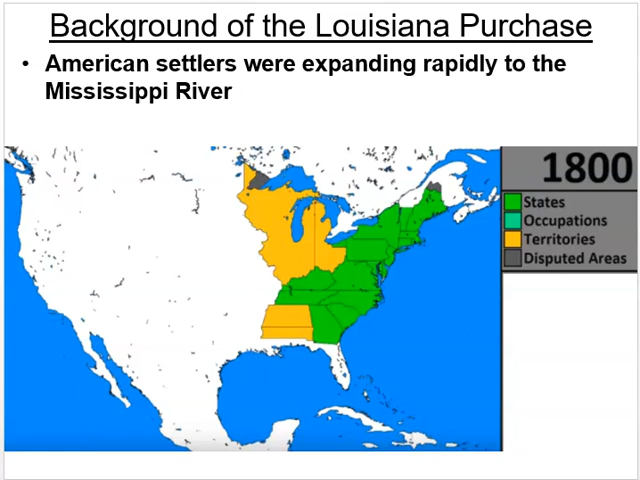 Background of the Louisiana Purchase
• American settlers were expanding rapidly to the
Mississippi River
1800
States
Occupations
Territories
Disputed Areas